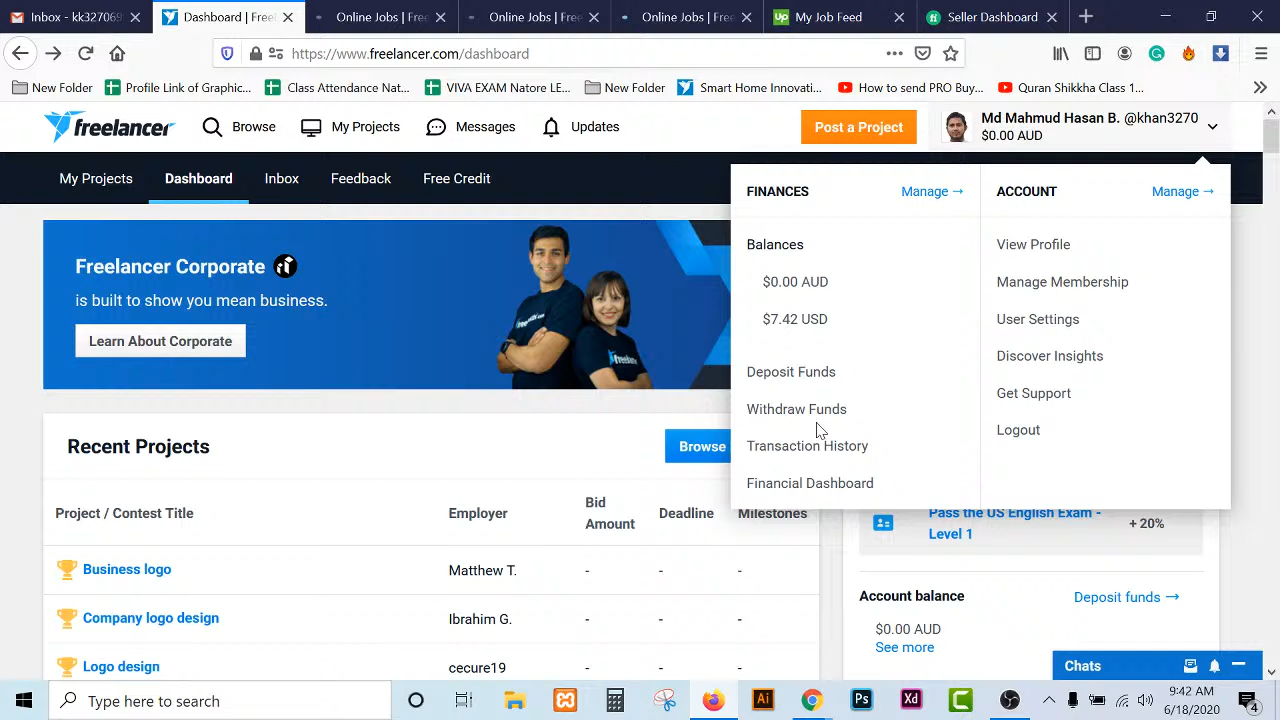 Inbox - kk327069
Dashboard | Free
Online Jobs | Free
Online Jobs | Free
Online Jobs | Free
Up My Job Feed
fi Seller Dashboard
https://www.freelancer.com/dashboard
New Folder
Profile Link of Graphic...
Class Attendance Nat...
VIVA EXAM Natore LE...
New Folder
Smart Home Innovati...
How to send PRO Buy...
Quran Shikkha Class 1...
freelancer
Browse
My Projects
Messages
Updates
Post a Project
Md Mahmud Hasan B. @khan3270
$0.00 AUD
My Projects
Dashboard
Inbox
Feedback
Free Credit
FINANCES
Manage →
ACCOUNT
Manage →
Balances
$0.00 AUD
$7.42 USD
Deposit Funds
Withdraw Funds
Transaction History
Financial Dashboard
View Profile
Manage Membership
User Settings
Discover Insights
Get Support
Logout
Freelancer Corporate
is built to show you mean business.
Learn About Corporate
freelancer
Recent Projects
Browse
Project / Contest Title
Employer
Bid
Amount
Deadline
Milestones
Business logo
Matthew T.
-
-
-
Company logo design
Ibrahim G.
-
-
-
Logo design
cecure19
-
-
-
Pass the US English Exam -
Level 1
+ 20%
Account balance
Deposit funds →
$0.00 AUD
See more
Chats
Type here to search
Ai
Ps
Xd
9:42 AM
6/18/2020
4